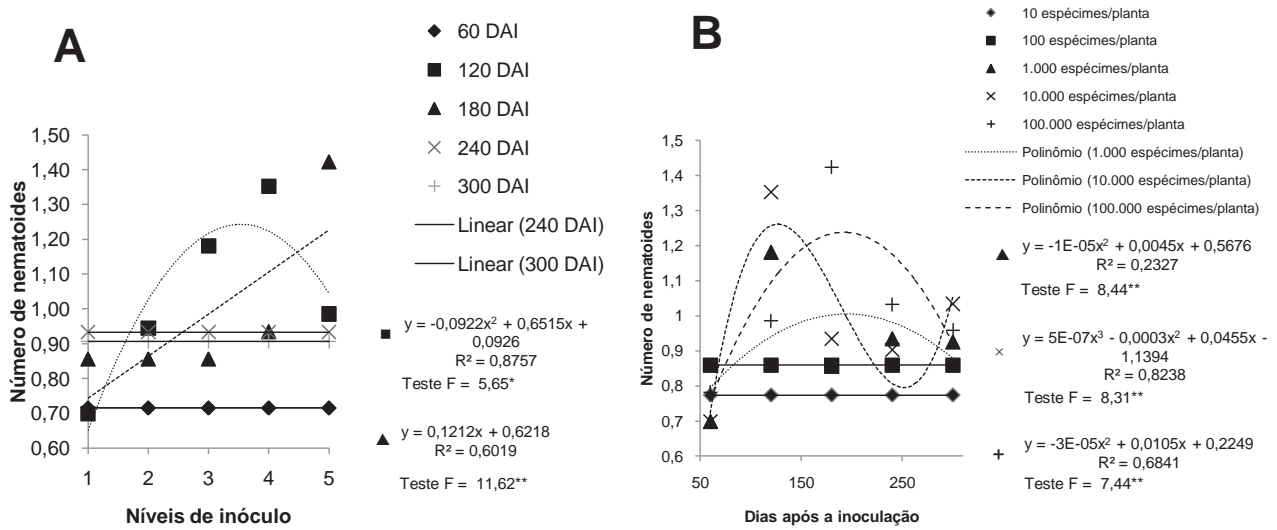 A
1,50
1,40
1,30
1,20
1,10
1,00
0,90
0,80
0,70
0,60
1
2
3
4
5
Número de nematoides
Níveis de inóculo
60 DAI
120 DAI
180 DAI
240 DAI
300 DAI
Linear (240 DAI)
Linear (300 DAI)
y = -0,0922x² + 0,6515x +
0,0926
R² = 0,8757
Teste F = 5,65*
y = 0,1212x + 0,6218
R² = 0,6019
Teste F = 11,62**
B
1,5
1,4
1,3
1,2
1,1
1
0,9
0,8
0,7
0,6
50
150
250
Número de nematoides
Dias após a inoculação
10 espécimes/planta
100 espécimes/planta
1.000 espécimes/planta
10.000 espécimes/planta
100.000 espécimes/planta
Polinômio (1.000 espécimes/planta)
Polinômio (10.000 espécimes/planta)
Polinômio (100.000 espécimes/planta)
y = -1E-05x² + 0,0045x + 0,5676
R² = 0,2327
Teste F = 8,44**
y = 5E-07x³ - 0,0003x² + 0,0455x -
1,1394
R² = 0,8238
Teste F = 8,31**
y = -3E-05x² + 0,0105x + 0,2249
R² = 0,6841
Teste F = 7,44**